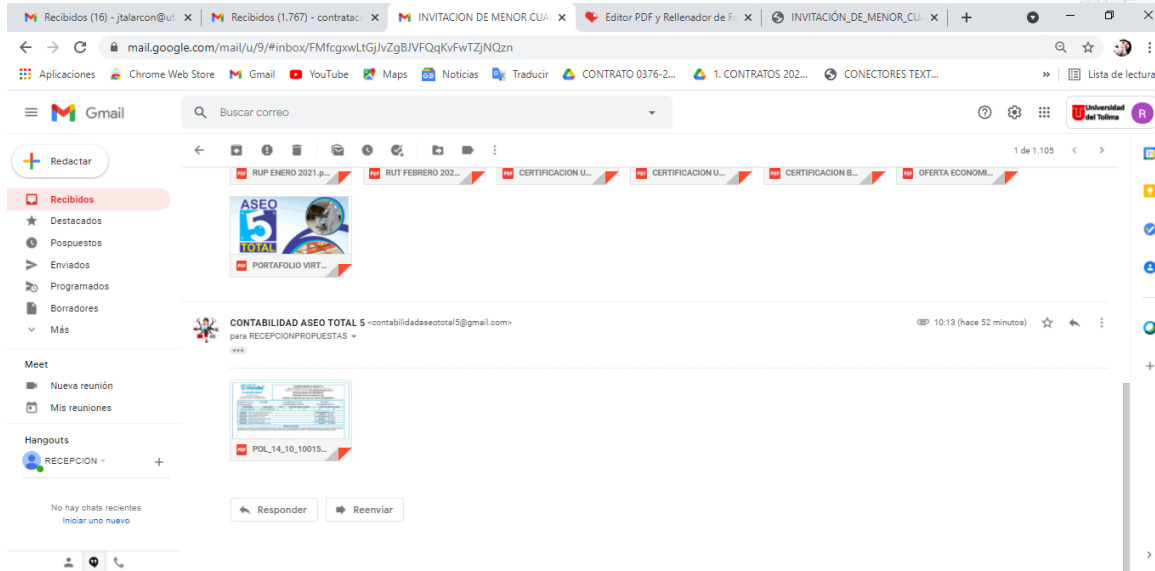 Recibidos (16) - jtalarcon@ut
Recibidos (1.767) - contrataci
INVITACION DE MENOR CUA
Editor PDF y Rellenador de Fo
INVITACIÓN_DE_MENOR_CU
mail.google.com/mail/u/9/#inbox/FMfcgxwLtGjJvZgBJVFQqKvFwTZjNQzn
Aplicaciones Chrome Web Store Gmail YouTube Maps Noticias Traducir CONTRATO 0376-2... 1. CONTRATOS 202... CONECTORES TEXT... » Lista de lectura
Gmail
Buscar correo
Universidad
del Tolima
R
Redactar
1 de 1.105
Recibidos
Destacados
Pospuestos
Enviados
Programados
Borradores
Más
RUP ENERO 2021.p...
RUT FEBRERO 202...
CERTIFICACION U...
CERTIFICACION U...
CERTIFICACION B...
OFERTA ECONOMI...
ASEO
5
TOTAL
PORTAFOLIO VIRT...
CONTABILIDAD ASEO TOTAL 5 <contabilidadaseototal5@gmail.com>
10:13 (hace 52 minutos)
para RECEPCIONPROPUESTAS
POL_14_10_10015...
Responder
Reenviar
Meet
Nueva reunión
Mis reuniones
Hangouts
RECEPCION
No hay chats recientes
Iniciar uno nuevo